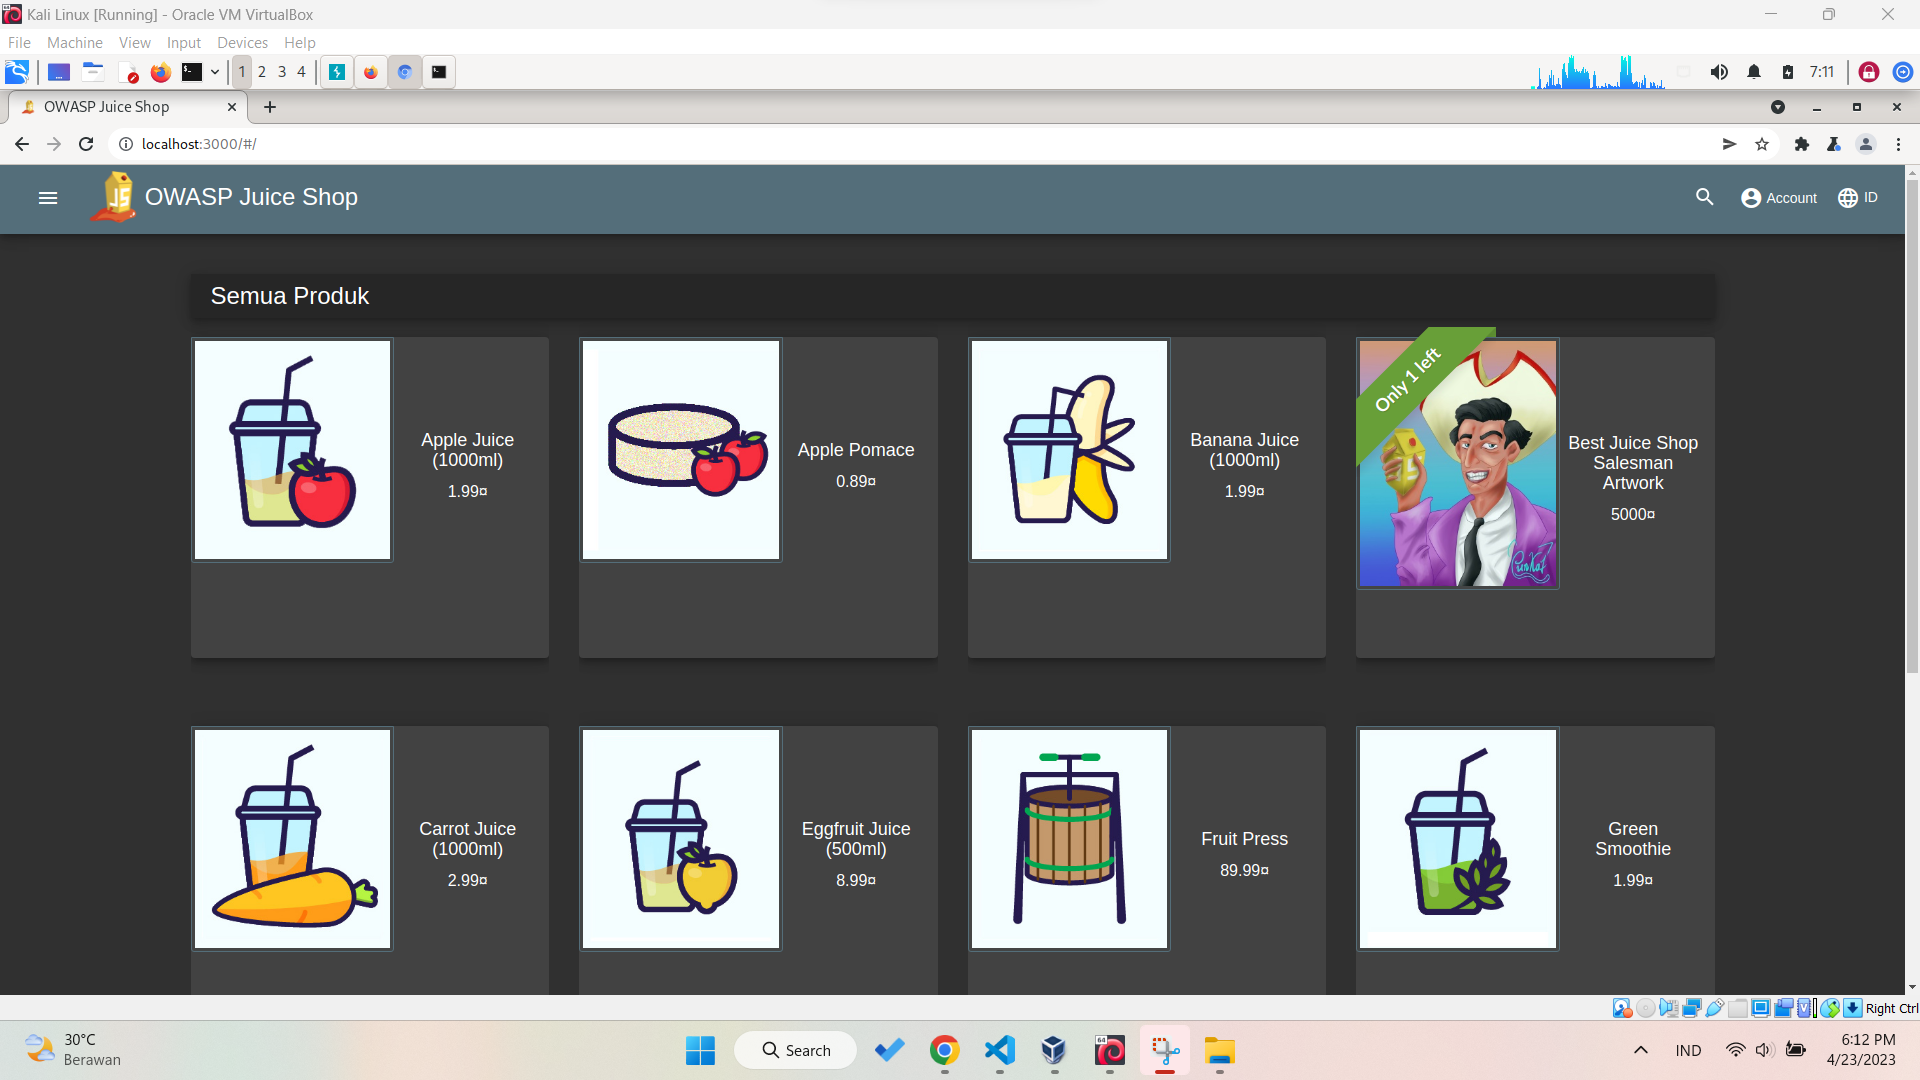 Kali Linux [Running] - Oracle VM VirtualBox
File Machine View Input Devices Help
1 2 3 4
7:11
OWASP Juice Shop
localhost:3000/#/
OWASP Juice Shop
Account
ID
Semua Produk
Apple Juice
(1000ml)
1.99¤
Apple Pomace
0.89¤
Banana Juice
(1000ml)
1.99¤
Only 1 left
Best Juice Shop
Salesman
Artwork
5000¤
Carrot Juice
(1000ml)
2.99¤
Eggfruit Juice
(500ml)
8.99¤
Fruit Press
89.99¤
Green
Smoothie
1.99¤
Right Ctrl
30°C
Berawan
Search
IND
6:12 PM
4/23/2023